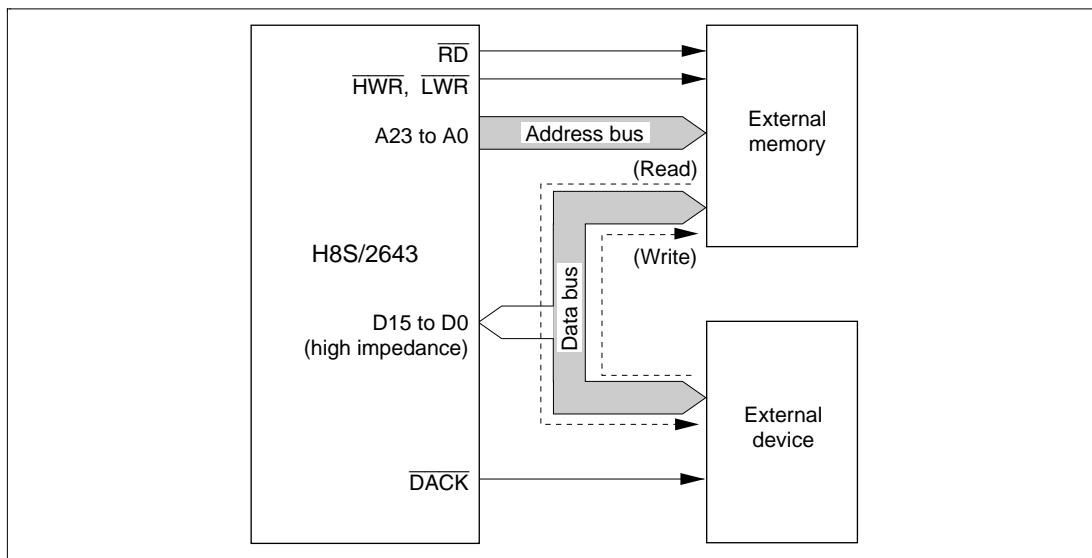 RD
HWR, LWR
A23 to A0
Address bus
External
memory
(Read)
(Write)
H8S/2643
Data bus
D15 to D0
(high impedance)
External
device
DACK